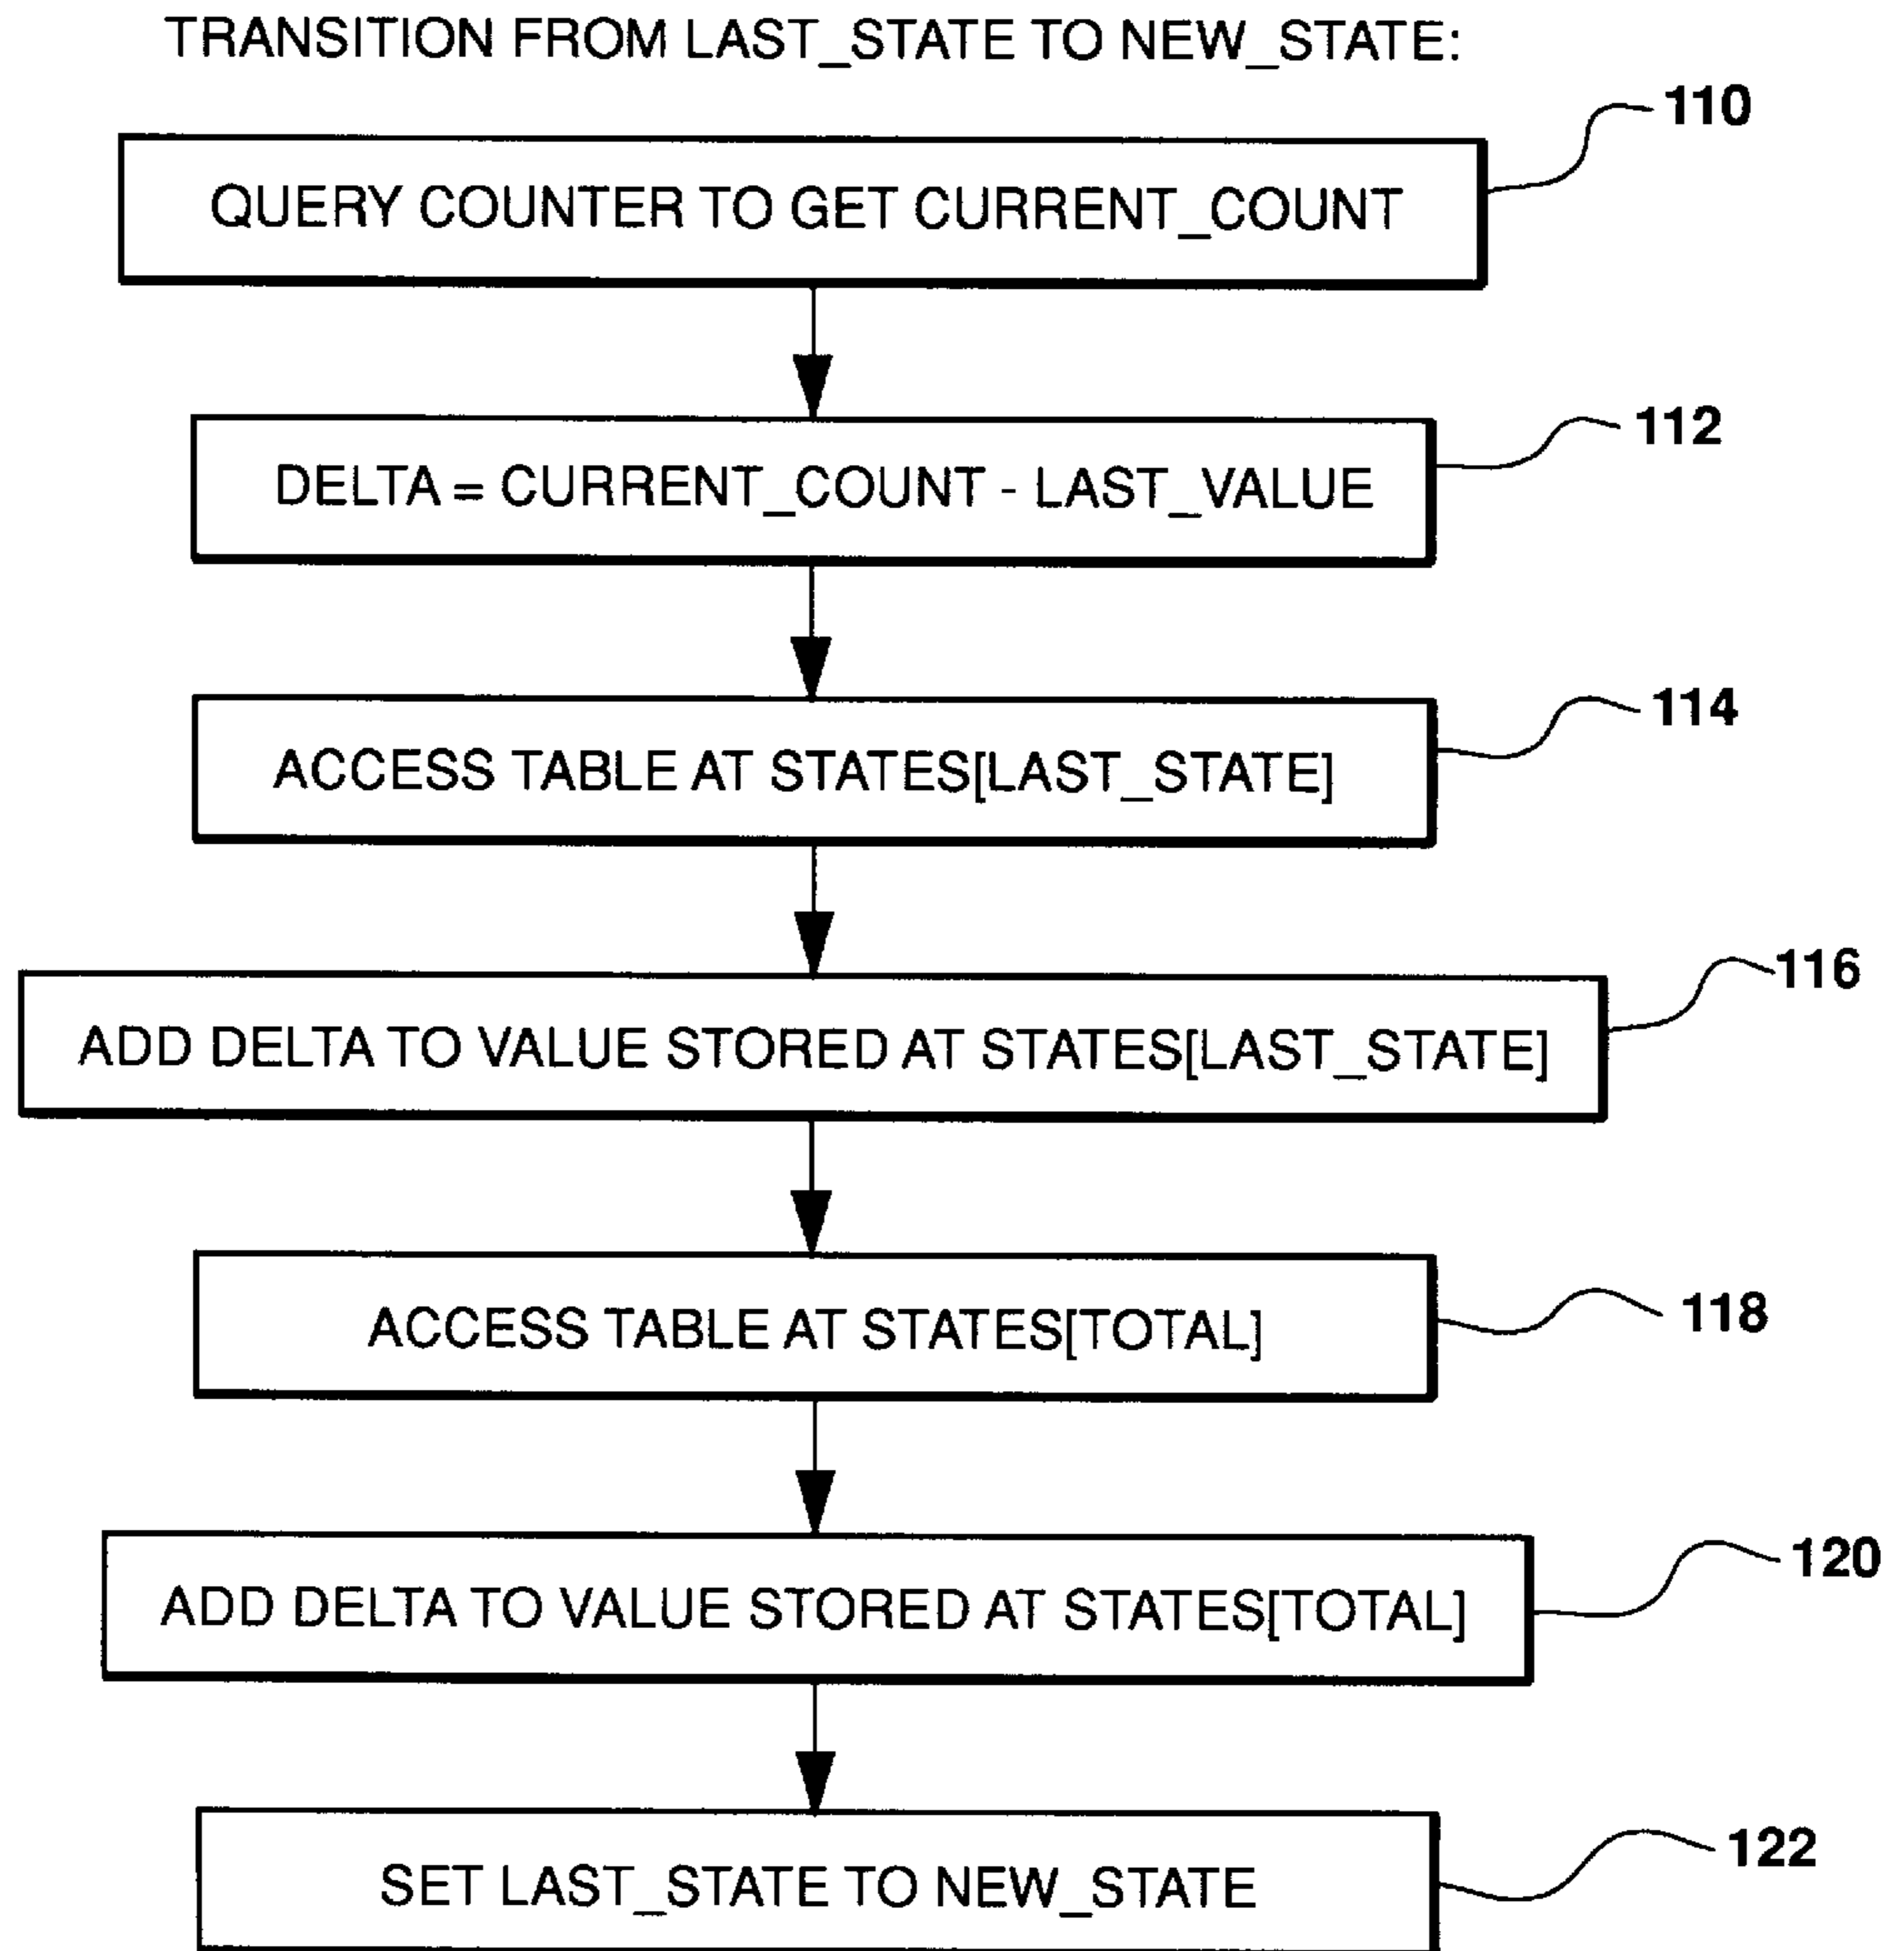 TRANSITION FROM LAST_STATE TO NEW_STATE:
110
QUERY COUNTER TO GET CURRENT_COUNT
112
DELTA = CURRENT_COUNT - LAST_VALUE
114
ACCESS TABLE AT STATES[LAST_STATE]
116
ADD DELTA TO VALUE STORED AT STATES[LAST_STATE]
118
ACCESS TABLE AT STATES[TOTAL]
120
ADD DELTA TO VALUE STORED AT STATES[TOTAL]
122
SET LAST_STATE TO NEW_STATE